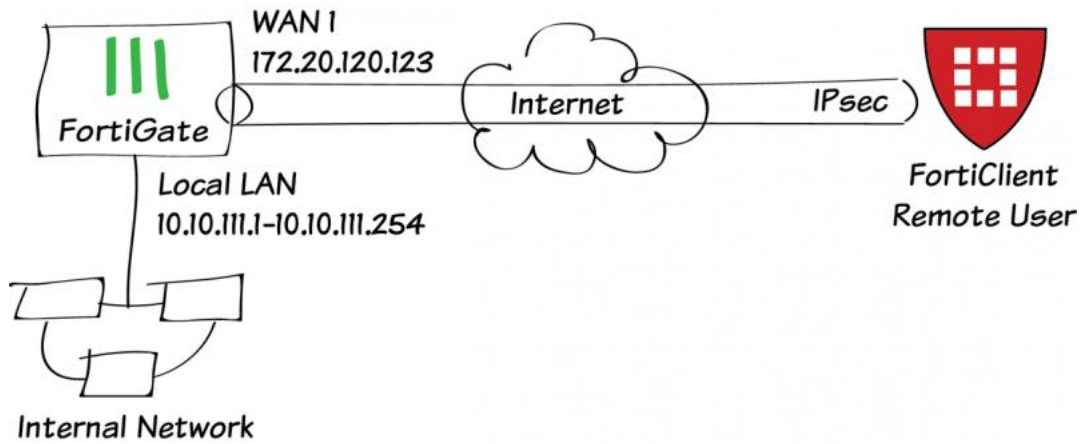 WAN 1
172.20.120.123
FortiGate
Internet
IPsec
Local LAN
10.10.111.1-10.10.111.254
FortiClient
Remote User
Internal Network